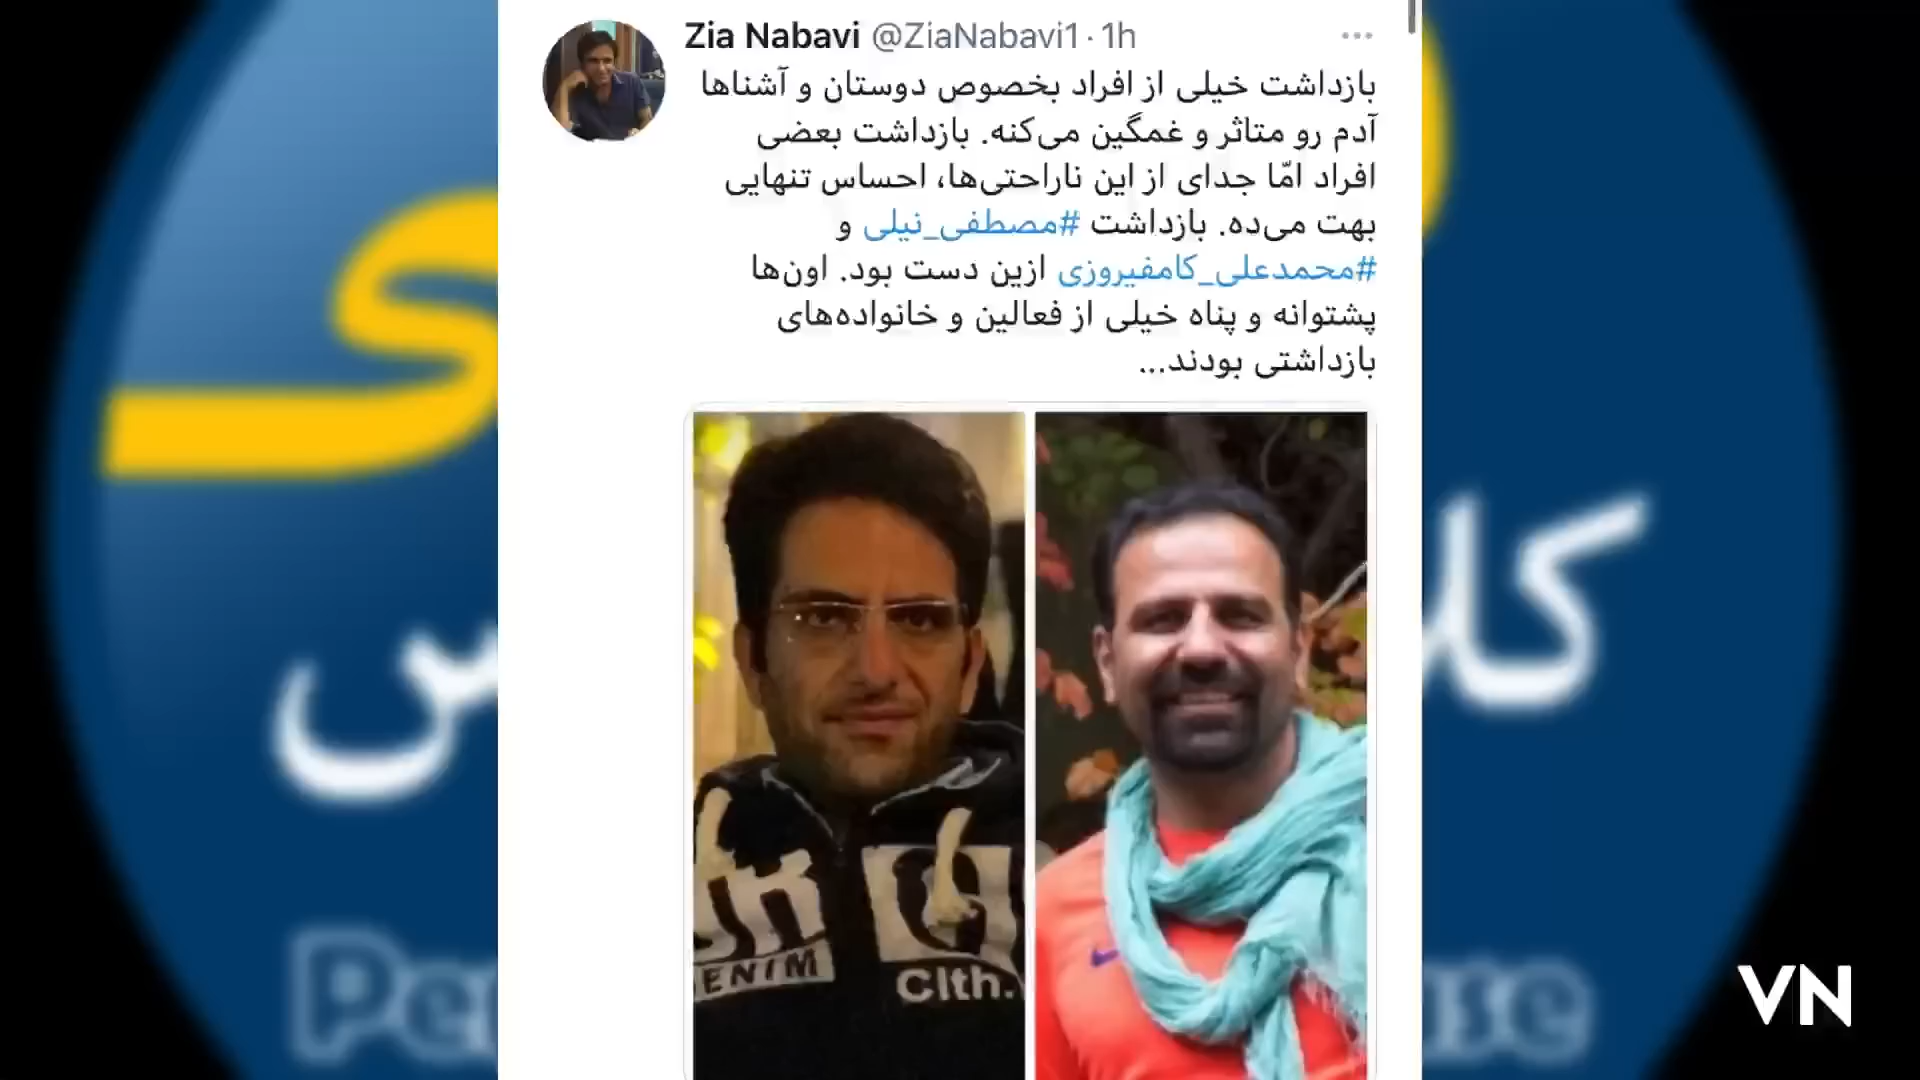 Zia Nabavi @ZiaNabavi1 · 1h
بازداشت خیلی از افراد بخصوص دوستان و آشناها
آدم رو متاثر و غمگین می‌کنه. بازداشت بعضی
افراد امّا جدای از این ناراحتی‌ها، احساس تنهایی
بهت می‌ده. بازداشت #مصطفی_نیلی و
#محمدعلی_کامفیروزی ازین دست بود. اون‌ها
پشتوانه و پناه خیلی از فعالین و خانواده‌های
بازداشتی بودند...
ENIM
Clth.
VN